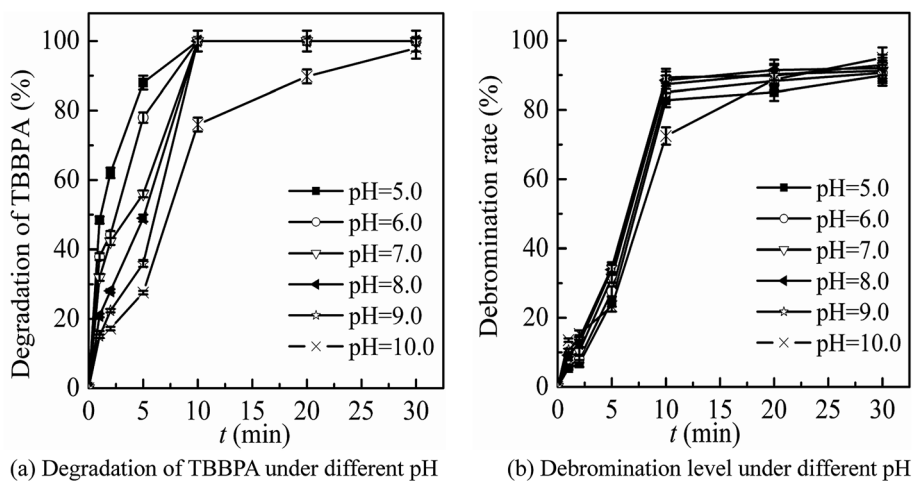 Degradation of TBBPA (%)
100
80
60
40
20
0
pH=5.0
pH=6.0
pH=7.0
pH=8.0
pH=9.0
pH=10.0
0 5 10 15 20 25 30
t (min)
(a) Degradation of TBBPA under different pH
Debromination rate (%)
100
80
60
40
20
0
pH=5.0
pH=6.0
pH=7.0
pH=8.0
pH=9.0
pH=10.0
0 5 10 15 20 25 30
t (min)
(b) Debromination level under different pH